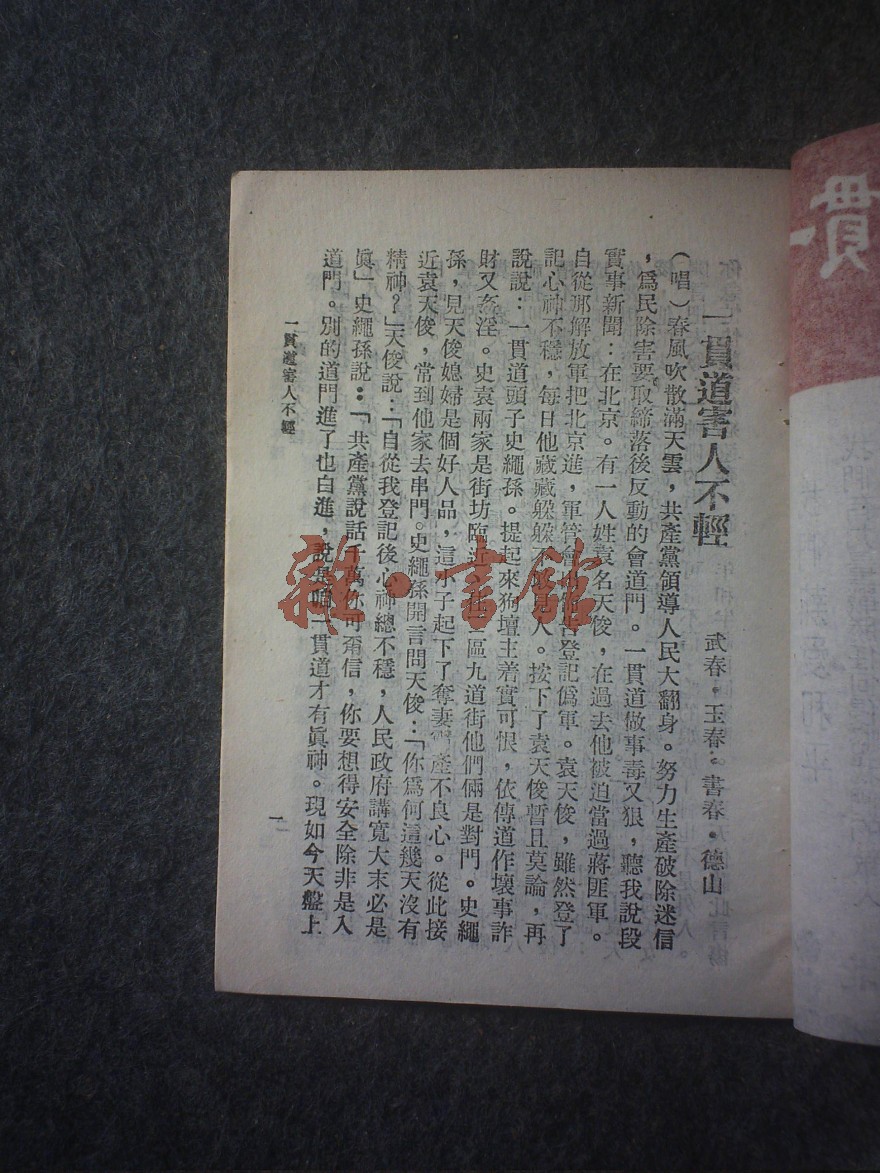 一貫道害人不輕
武春·玉春·書春·德山
（唱）春風吹散滿天雲，共產黨領導人民大翻身。努力生產破除迷信
，爲民除害要取締落後反動的會道門。一貫道做事毒又狠，聽我說段
實事新聞：在北京。有一人姓袁名天俊，在過去他被迫當過蔣匪軍。
自從那解放軍把北京進，軍管會告登記僞軍。袁天俊，雖然登了
記心神不穩，每日他藏藏躱躱不見人。按下了袁天俊暫且莫論，再
說說：一貫道頭子史繩孫。提起來狗壇主着實可恨，依傳道作壞事詐
財又姦淫。史袁兩家是街坊臨近，區九道街他們倆是對門。史繩
孫，見天俊媳婦是個好人品，這小子起下了奪妻產不良心。從此接
近袁天俊，常到他家去串門。史繩孫開言問天俊：「你爲何這幾天沒有
精神？」天俊說：「自從我登記後心神總不穩，人民政府講寬大末必是
眞」史繩孫說：「共產黨說話千萬你可甭信，你要想得安全除非是入
道門。別的道門進了也白進，說是咱一貫道才有眞神。現如今天盤上
一貫道害人不輕
一
貫
雜·書館